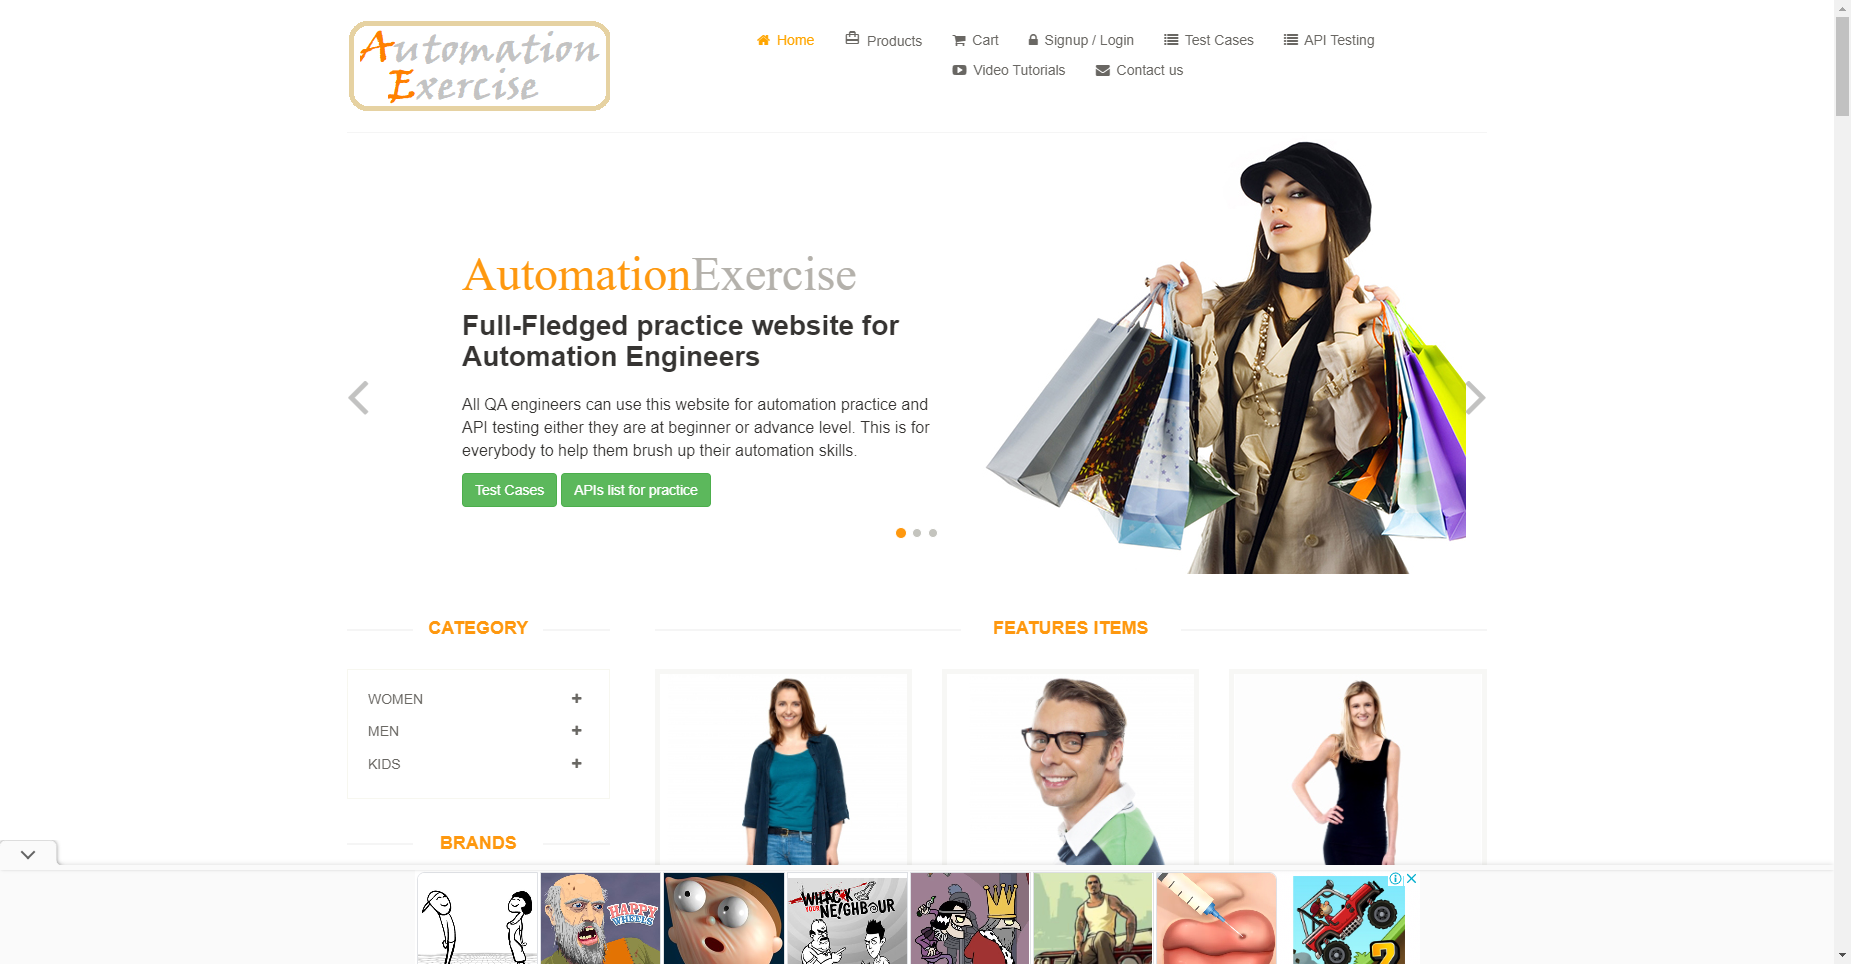 Automation
Exercise
Home
Products
Cart
Signup / Login
Test Cases
API Testing
Video Tutorials
Contact us
AutomationExercise
Full-Fledged practice website for
Automation Engineers
All QA engineers can use this website for automation practice and
API testing either they are at beginner or advance level. This is for
everybody to help them brush up their automation skills.
Test Cases
APIs list for practice
CATEGORY
FEATURES ITEMS
WOMEN
MEN
KIDS
BRANDS
HAPPY
WHEELS
WHACK
YOUR
NEIGHBOUR
2